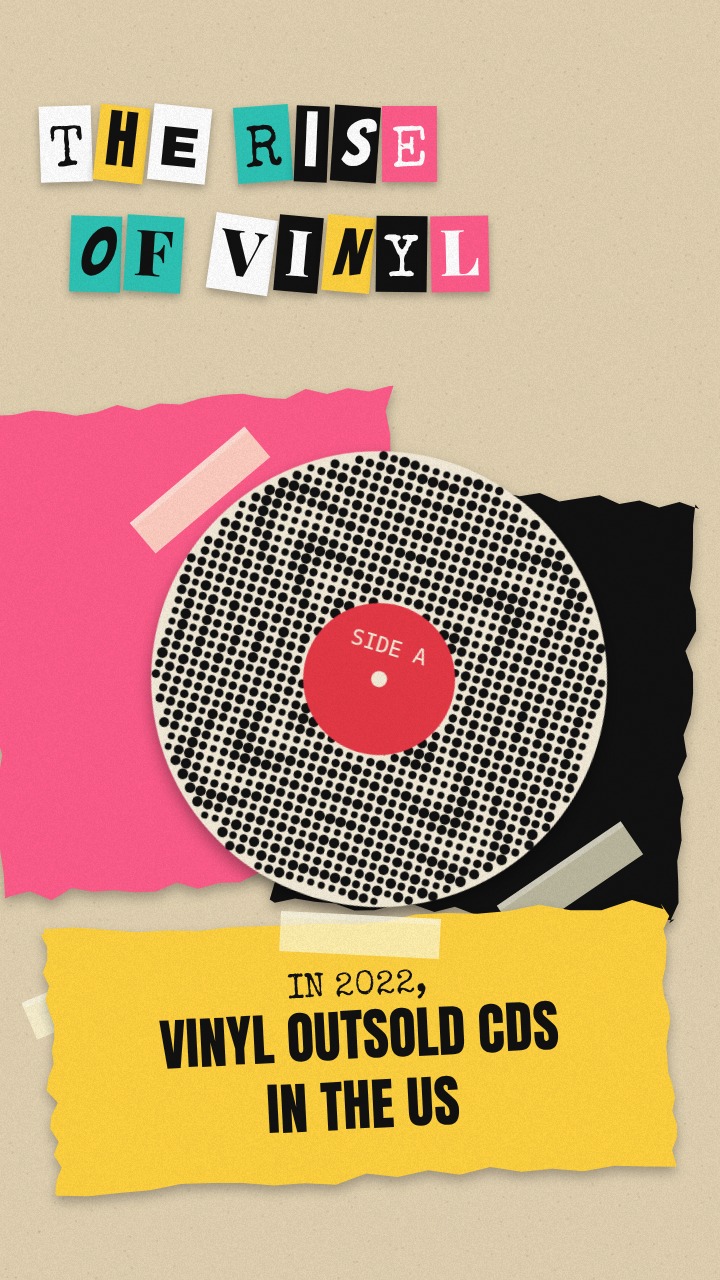 THE RISE
OF VINYL
SIDE A
IN 2022,
VINYL OUTSOLD CDS
IN THE US